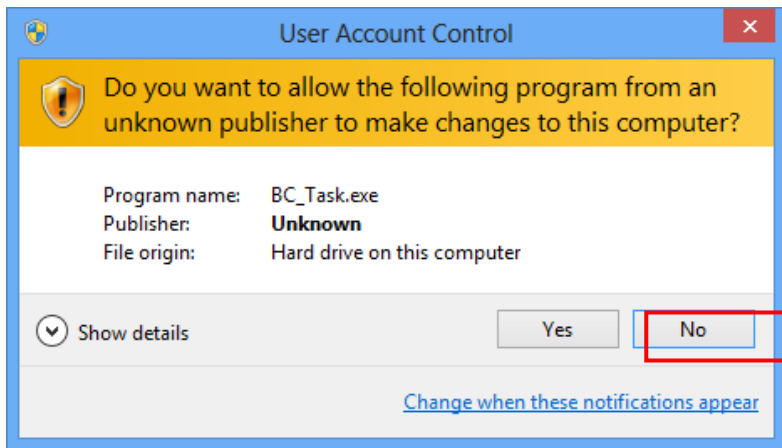 User Account Control
Do you want to allow the following program from an
unknown publisher to make changes to this computer?
Program name: BC_Task.exe
Publisher: Unknown
File origin: Hard drive on this computer
Show details Yes No
Change when these notifications appear